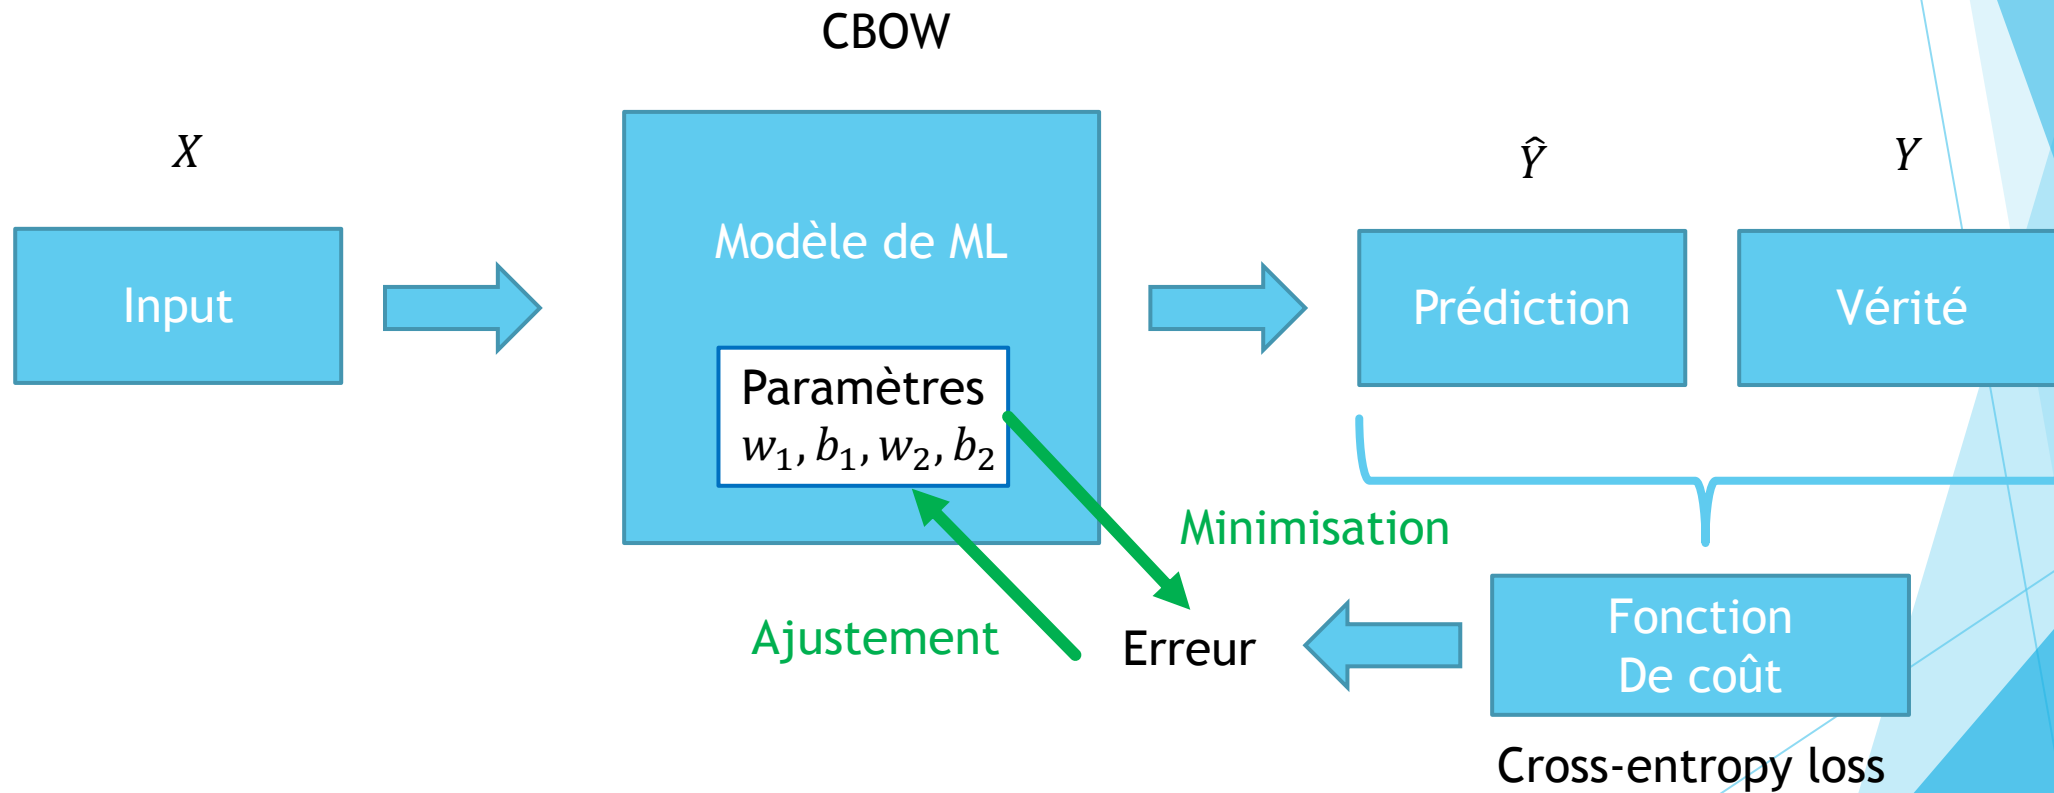 CBOW
X
Ŷ
Y
Input
Modèle de ML
Prédiction
Vérité
Paramètres
w₁, b₁, w₂, b₂
Minimisation
Ajustement
Erreur
Fonction
De coût
Cross-entropy loss